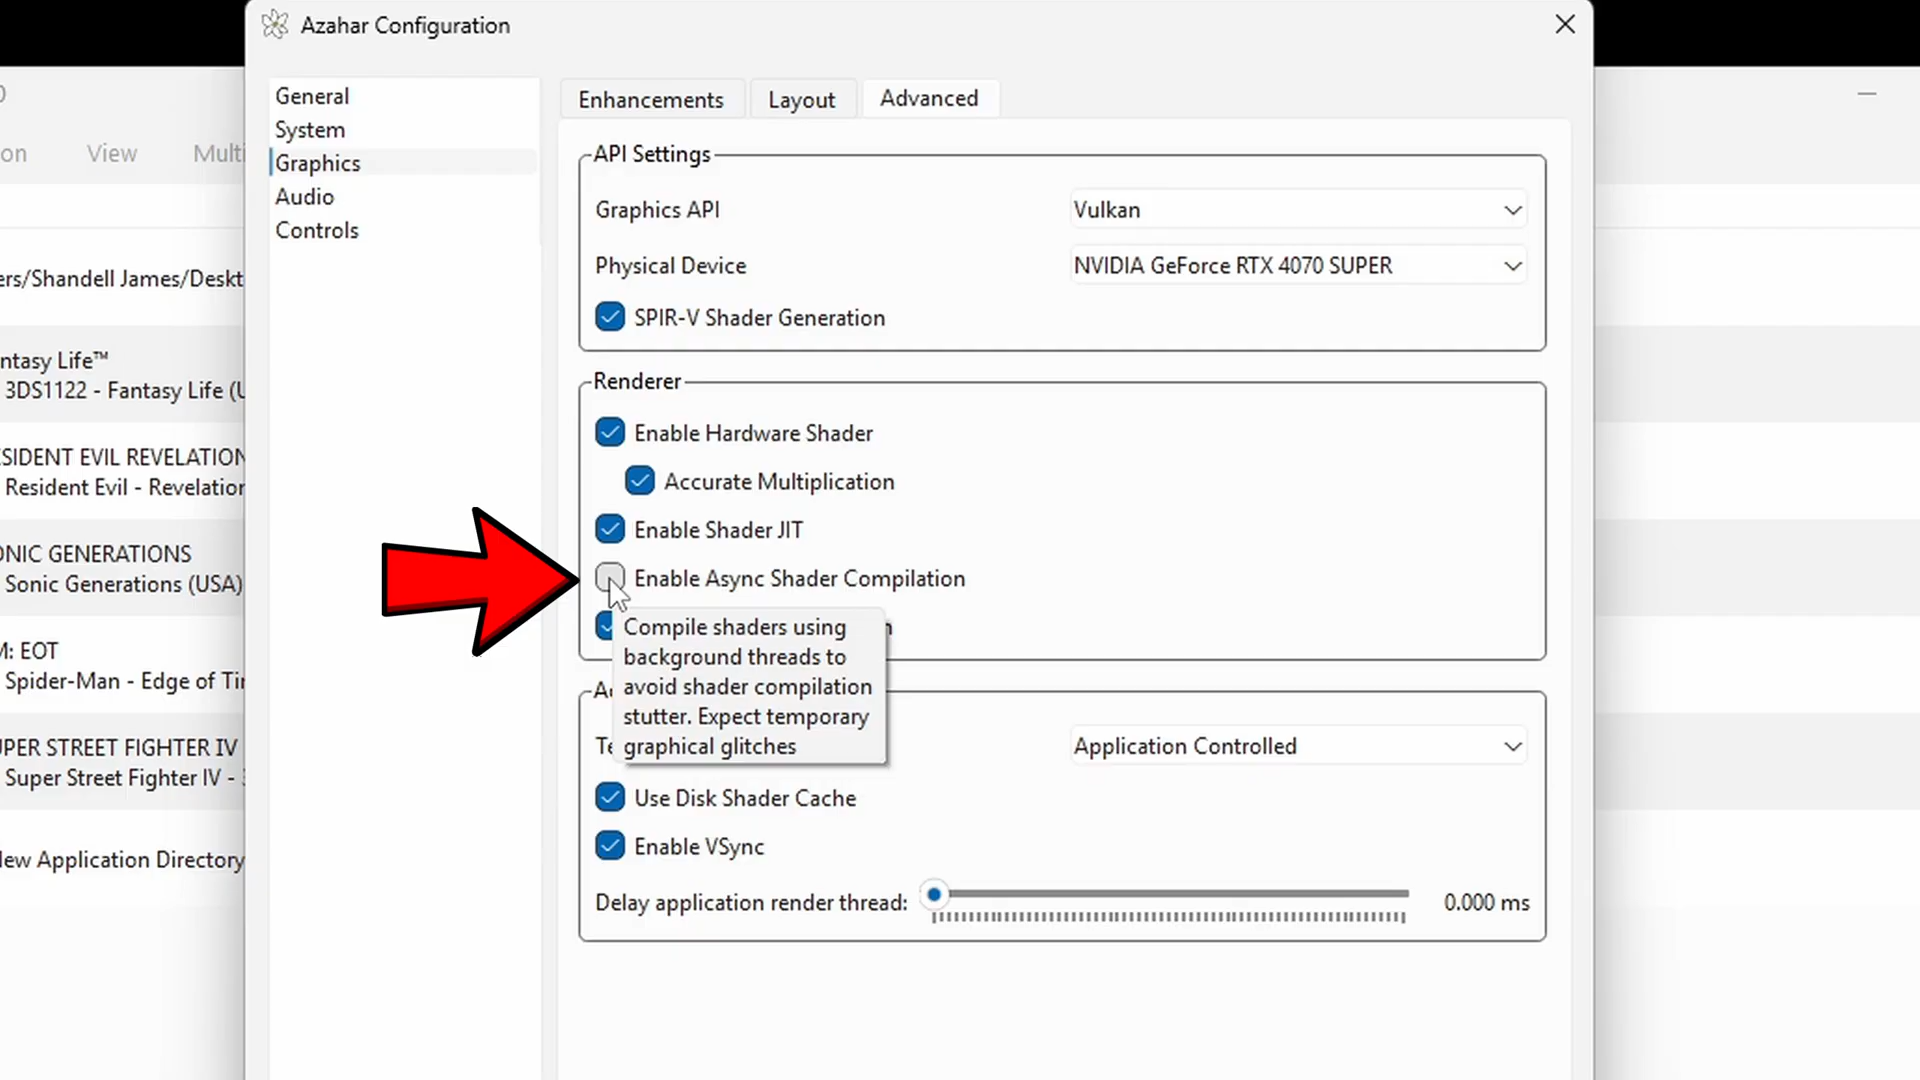 Azahar Configuration
General
System
Graphics
Audio
Controls
Enhancements
Layout
Advanced
API Settings
Graphics API
Vulkan
Physical Device
NVIDIA GeForce RTX 4070 SUPER
SPIR-V Shader Generation
Renderer
Enable Hardware Shader
Accurate Multiplication
Enable Shader JIT
Enable Async Shader Compilation
Compile shaders using
background threads to
avoid shader compilation
stutter. Expect temporary
graphical glitches
Application Controlled
Use Disk Shader Cache
Enable VSync
Delay application render thread:
0.000 ms
on
View
Multi
ers/Shandell James/Deskt
ntasy Life™
3DS1122 - Fantasy Life (U
SIDENT EVIL REVELATION
Resident Evil - Revelation
ONIC GENERATIONS
Sonic Generations (USA)
M: EOT
Spider-Man - Edge of Ti
UPER STREET FIGHTER IV
Super Street Fighter IV -
ew Application Directory